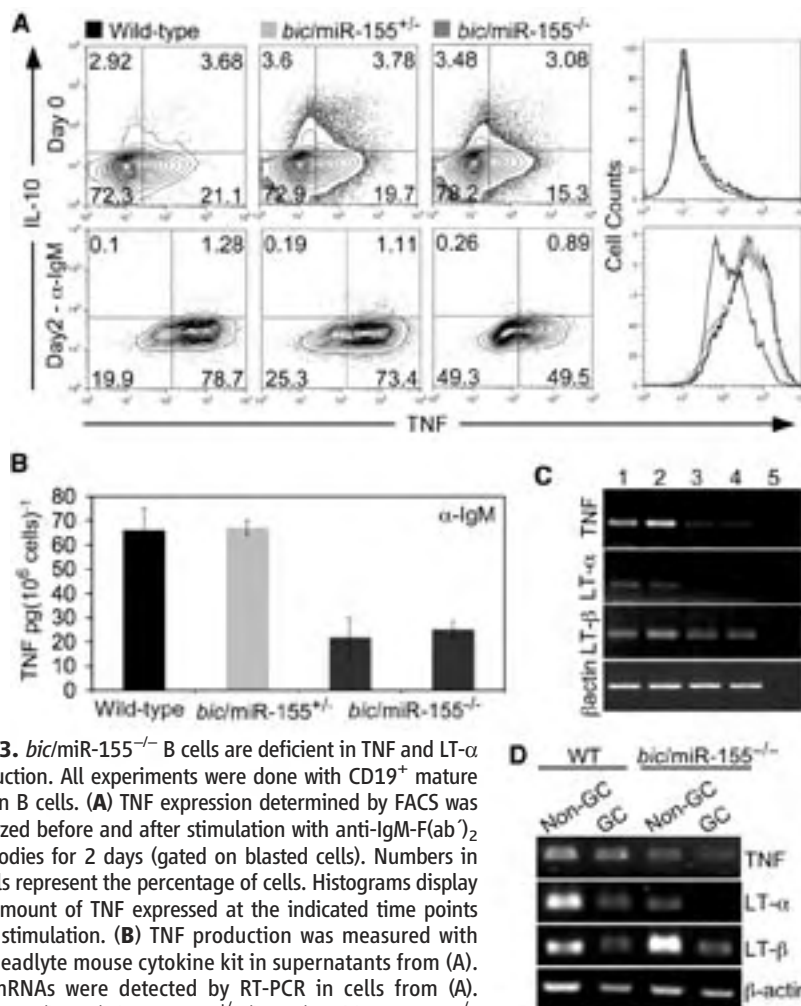 A
Wild-type bic/miR-155+/- bic/miR-155-/-
IL-10
Day 0
2.92 3.68 3.6 3.78 3.48 3.08
72.3 21.1 72.9 19.7 78.2 15.3
Day2 - α-IgM
0.1 1.28 0.19 1.11 0.26 0.89
19.9 78.7 25.3 73.4 49.3 49.5
TNF
Cell Counts
B
TNF pg(10⁶ cells)⁻¹
α-IgM
80
70
60
50
40
30
20
10
0
Wild-type bic/miR-155+/- bic/miR-155-/-
C
1 2 3 4 5
TNF
LT-α
LT-β
βactin
3. bic/miR-155−/− B cells are deficient in TNF and LT-α
uction. All experiments were done with CD19+ mature
n B cells. (A) TNF expression determined by FACS was
zed before and after stimulation with anti-IgM-F(ab´)₂
odies for 2 days (gated on blasted cells). Numbers in
ls represent the percentage of cells. Histograms display
mount of TNF expressed at the indicated time points
stimulation. (B) TNF production was measured with
eadlyte mouse cytokine kit in supernatants from (A).
nRNAs were detected by RT-PCR in cells from (A).
D
WT bic/miR-155−/−
Non-GC GC Non-GC GC
TNF
LT-α
LT-β
β-actin